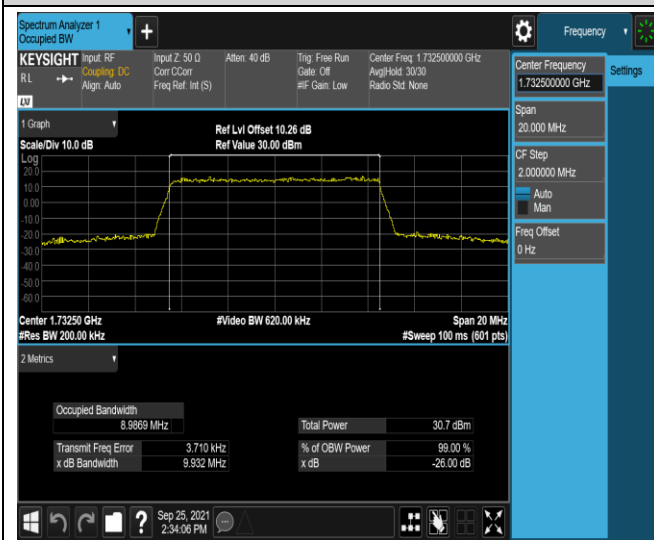 Spectrum Analyzer 1
Occupied BW
+
Frequency
KEYSIGHT
RL
LXI
Input: RF
Coupling: DC
Align: Auto
Input Z: 50 Ω
Corr CCorr
Freq Ref: Int (S)
Atten: 40 dB
Trig: Free Run
Gate: Off
#IF Gain: Low
Center Freq: 1.732500000 GHz
Avg|Hold: 30/30
Radio Std: None
Center Frequency
1.732500000 GHz
Settings
Span
20.000 MHz
CF Step
2.000000 MHz
Auto
Man
Freq Offset
0 Hz
1 Graph
Scale/Div 10.0 dB
Ref Lvl Offset 10.26 dB
Ref Value 30.00 dBm
Log
20.0
10.0
0.00
-10.0
-20.0
-30.0
-40.0
-50.0
-60.0
Center 1.73250 GHz
#Video BW 620.00 kHz
Span 20 MHz
#Res BW 200.00 kHz
#Sweep 100 ms (601 pts)
2 Metrics
Occupied Bandwidth
8.9869 MHz
Total Power 30.7 dBm
Transmit Freq Error 3.710 kHz
% of OBW Power 99.00 %
x dB Bandwidth 9.932 MHz
x dB -26.00 dB
?
Sep 25, 2021
2:34:06 PM